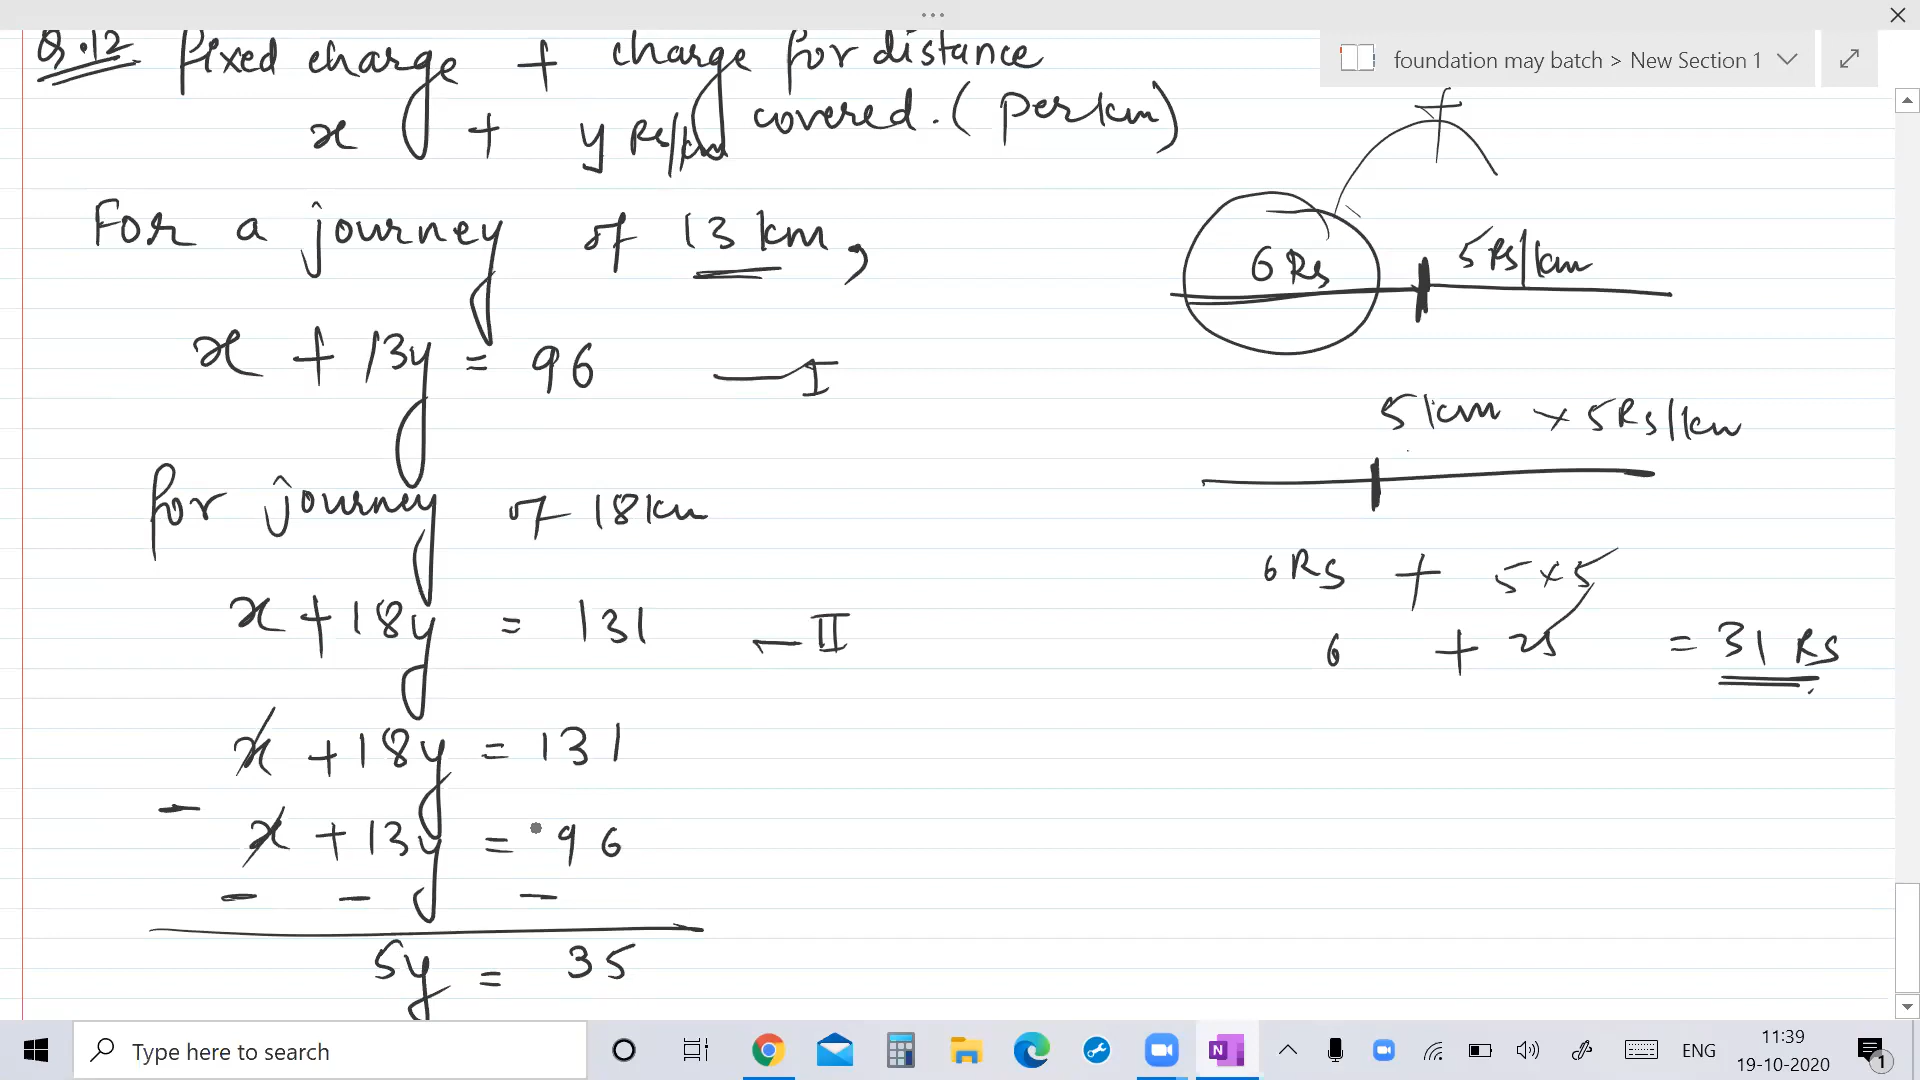 Q.12 fixed charge + charge for distance
covered. (per km)
x + y Rs/km
For a journey of 13 km,
x + 13y = 96 — I
for journey of 18 km
x + 18y = 131 — II
x + 18y = 131
- x + 13y = 96
- - -
5y = 35
foundation may batch > New Section 1
6 Rs 5 Rs/km
5 km × 5 Rs/km
6 Rs + 5 × 5
6 + 25 = 31 Rs
Type here to search
ENG
11:39
19-10-2020
1